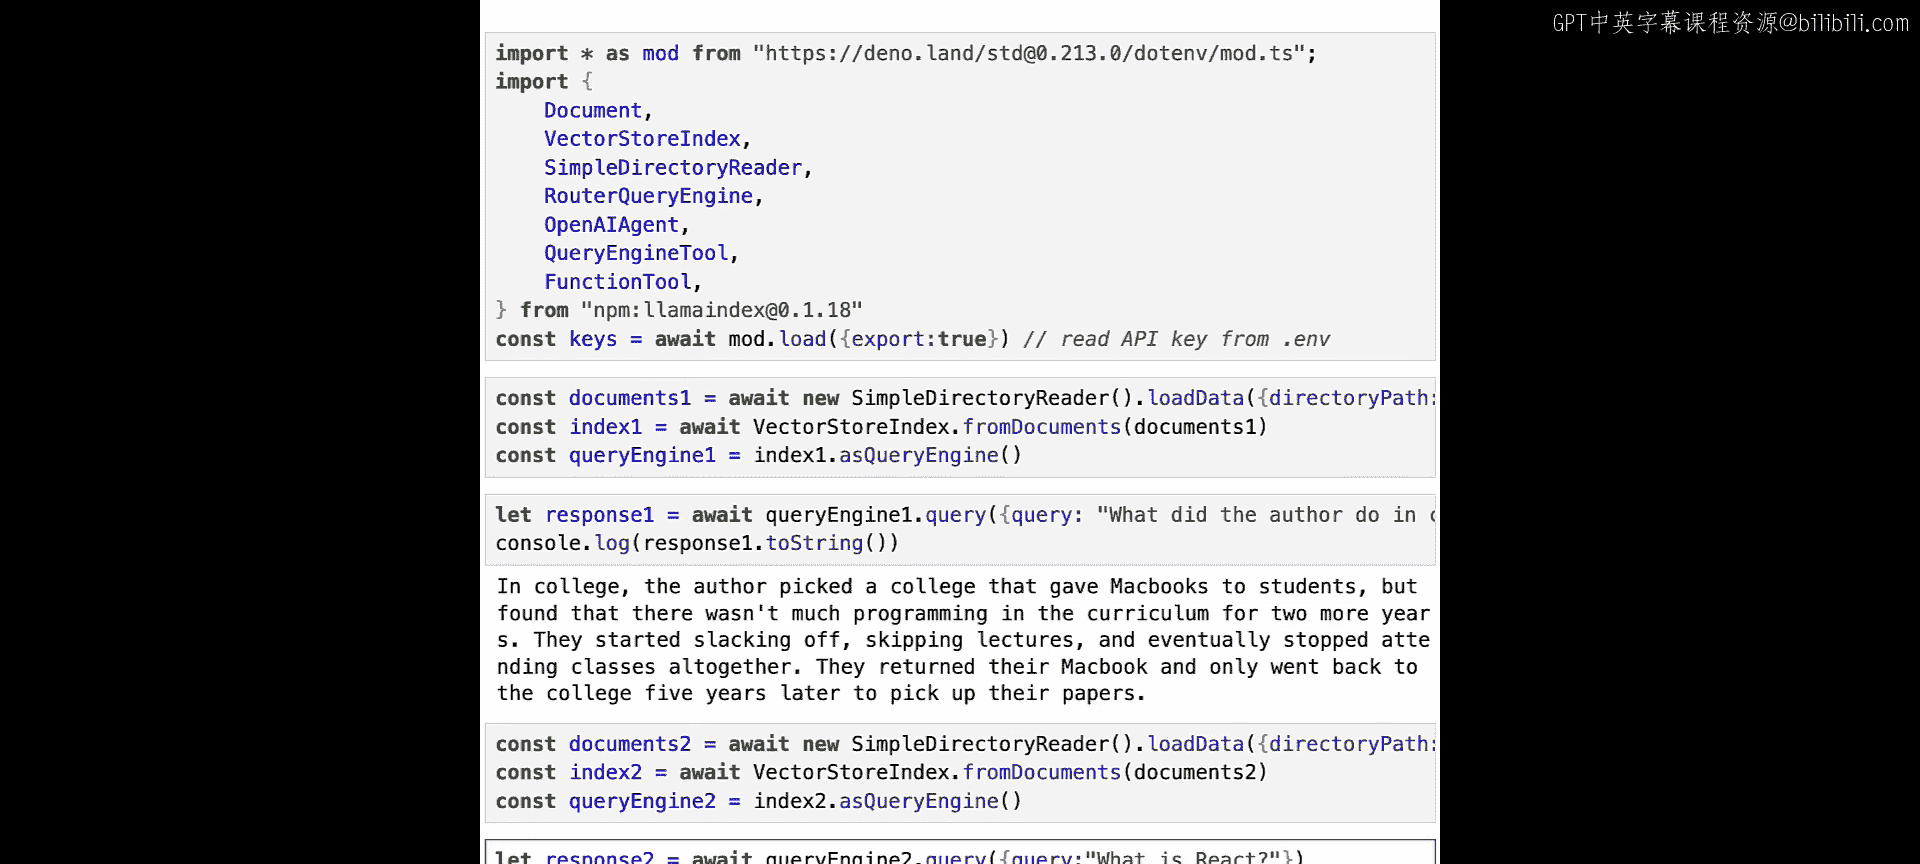 GPT中英字幕课程资源@bilibili.com
import * as mod from "https://deno.land/std@0.213.0/dotenv/mod.ts";
import {
    Document,
    VectorStoreIndex,
    SimpleDirectoryReader,
    RouterQueryEngine,
    OpenAIAgent,
    QueryEngineTool,
    FunctionTool,
} from "npm:llamaindex@0.1.18"
const keys = await mod.load({export:true}) // read API key from .env
const documents1 = await new SimpleDirectoryReader().loadData({directoryPath:
const index1 = await VectorStoreIndex.fromDocuments(documents1)
const queryEngine1 = index1.asQueryEngine()
let response1 = await queryEngine1.query({query: "What did the author do in
console.log(response1.toString())
In college, the author picked a college that gave Macbooks to students, but
found that there wasn't much programming in the curriculum for two more year
s. They started slacking off, skipping lectures, and eventually stopped atte
nding classes altogether. They returned their Macbook and only went back to
the college five years later to pick up their papers.
const documents2 = await new SimpleDirectoryReader().loadData({directoryPath:
const index2 = await VectorStoreIndex.fromDocuments(documents2)
const queryEngine2 = index2.asQueryEngine()
let response2 = await queryEngine2.query({query:"What is React?"})